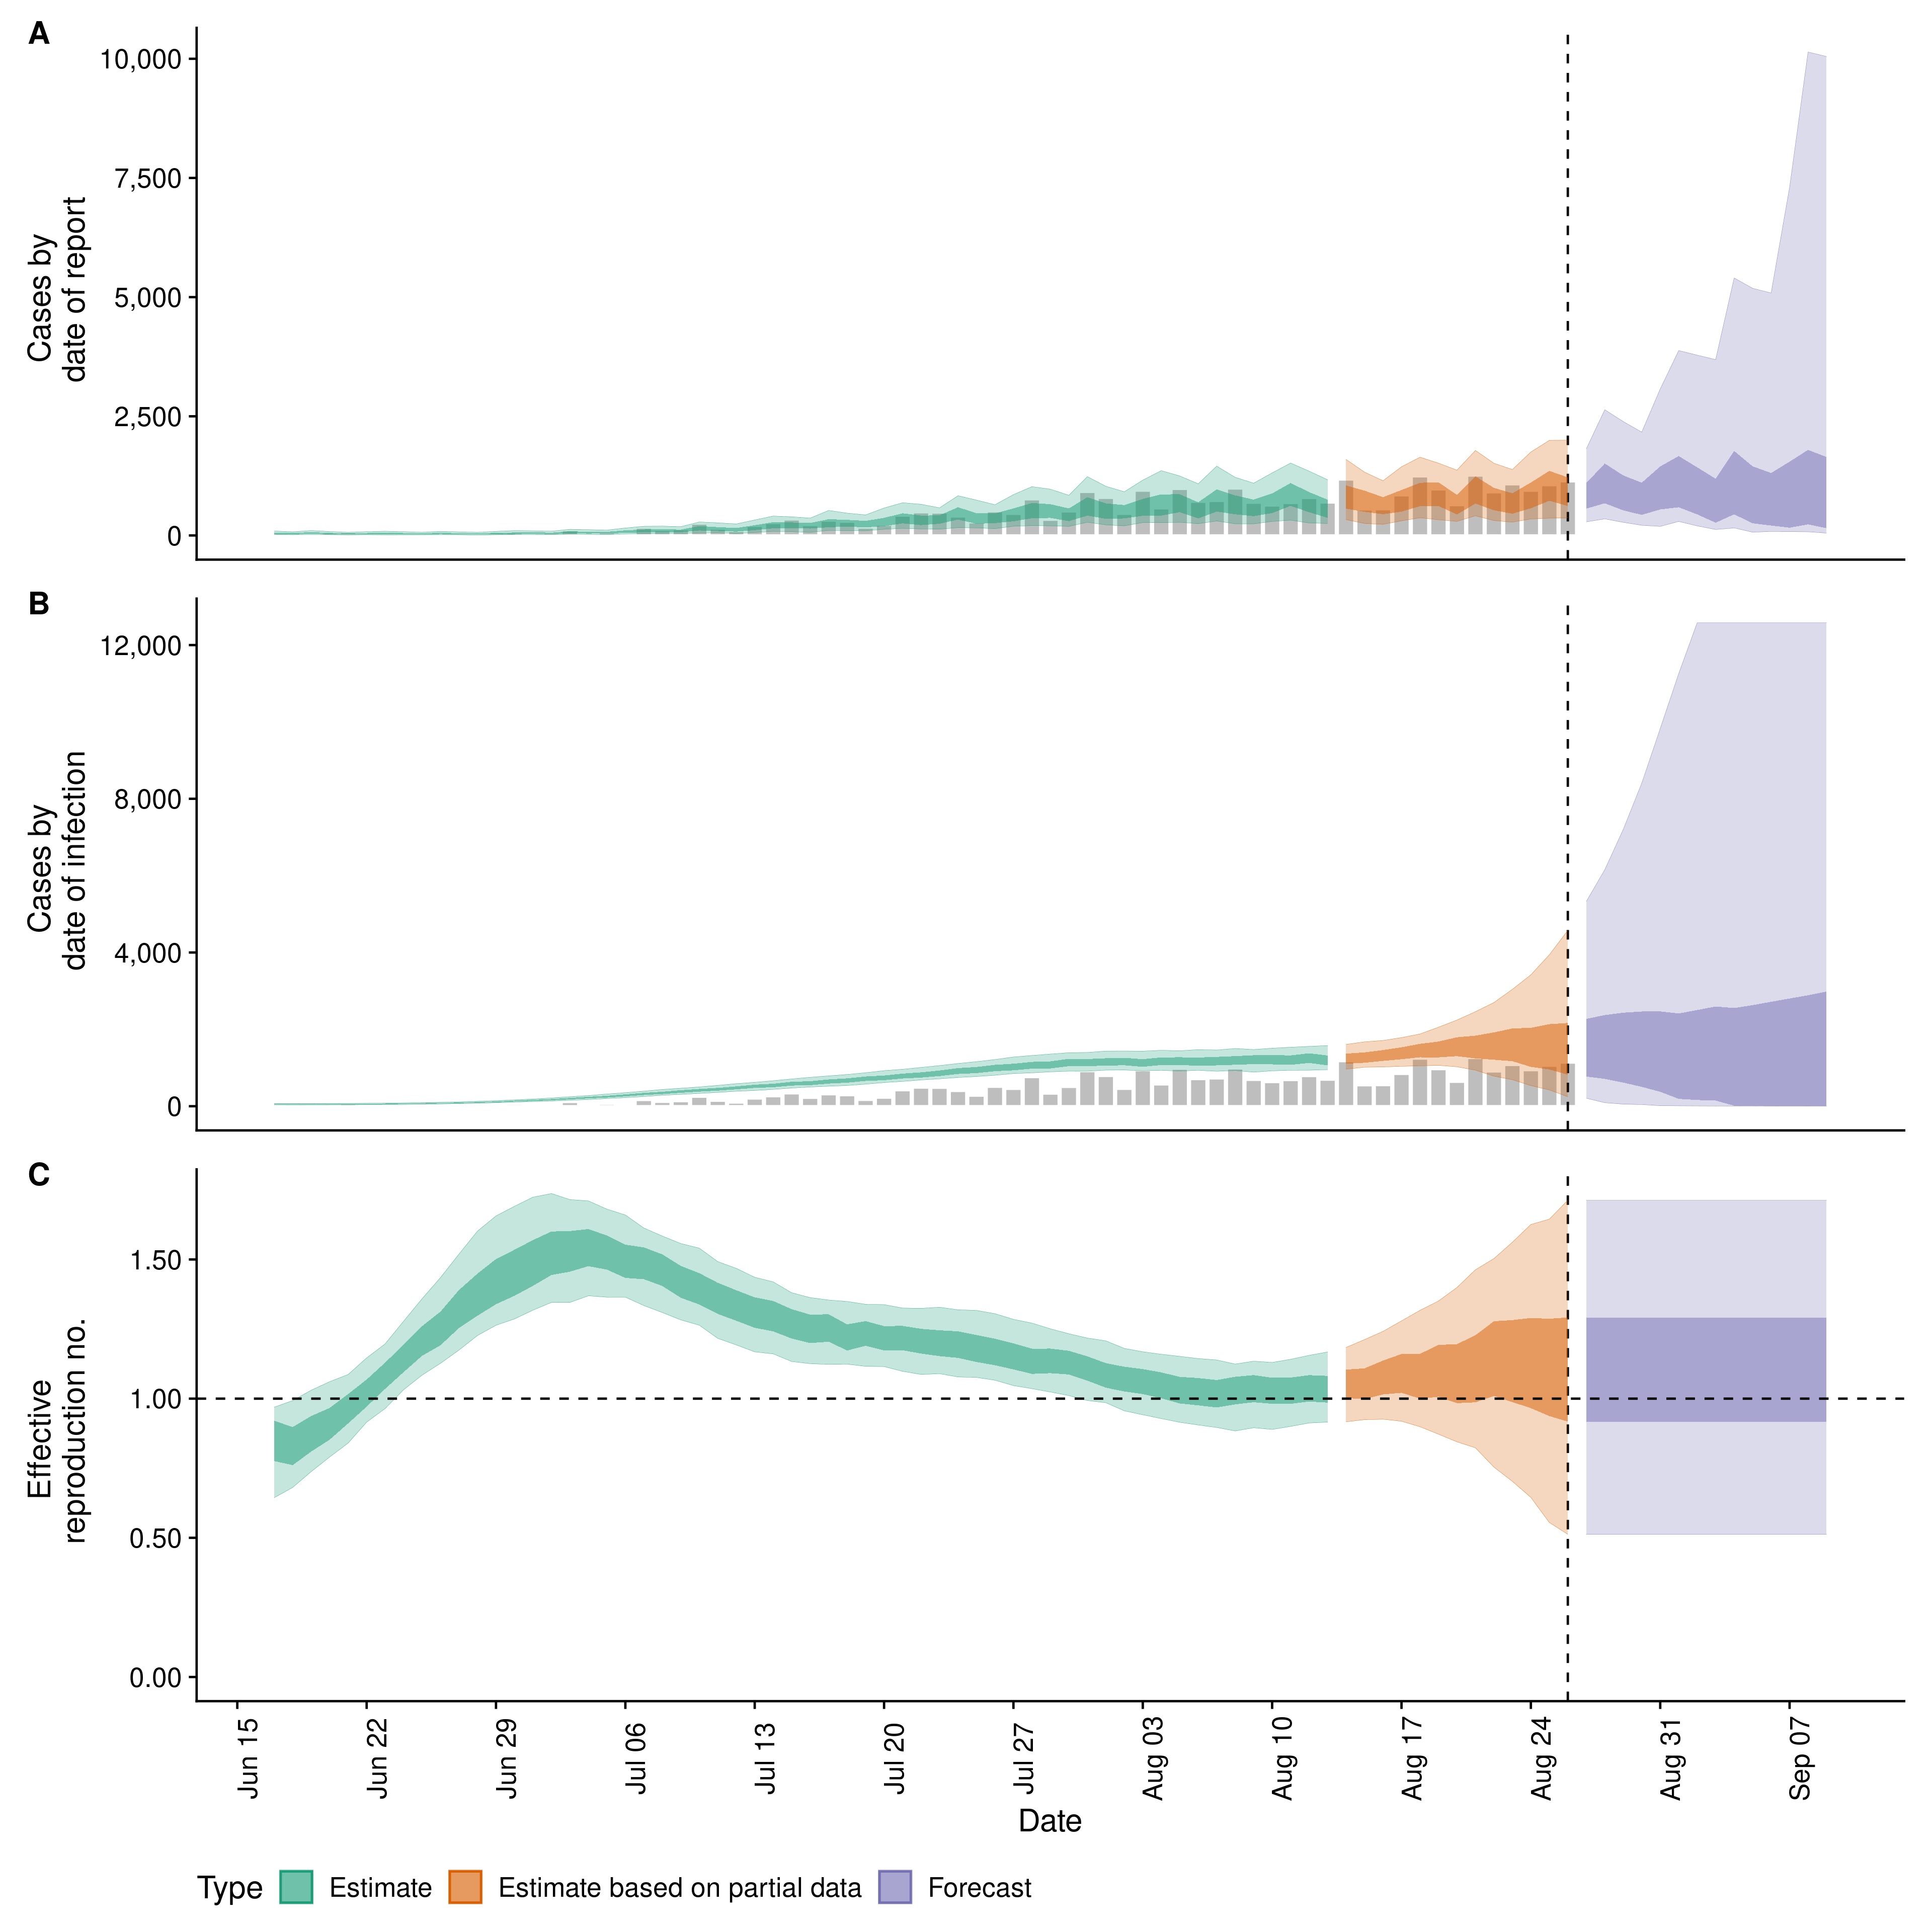 A
10,000
7,500
5,000
2,500
0
Cases by
date of report
B
12,000
8,000
4,000
0
Cases by
date of infection
C
1.50
1.00
0.50
0.00
Effective
reproduction no.
Jun 15
Jun 22
Jun 29
Jul 06
Jul 13
Jul 20
Jul 27
Aug 03
Aug 10
Aug 17
Aug 24
Aug 31
Sep 07
Date
Type Estimate Estimate based on partial data Forecast